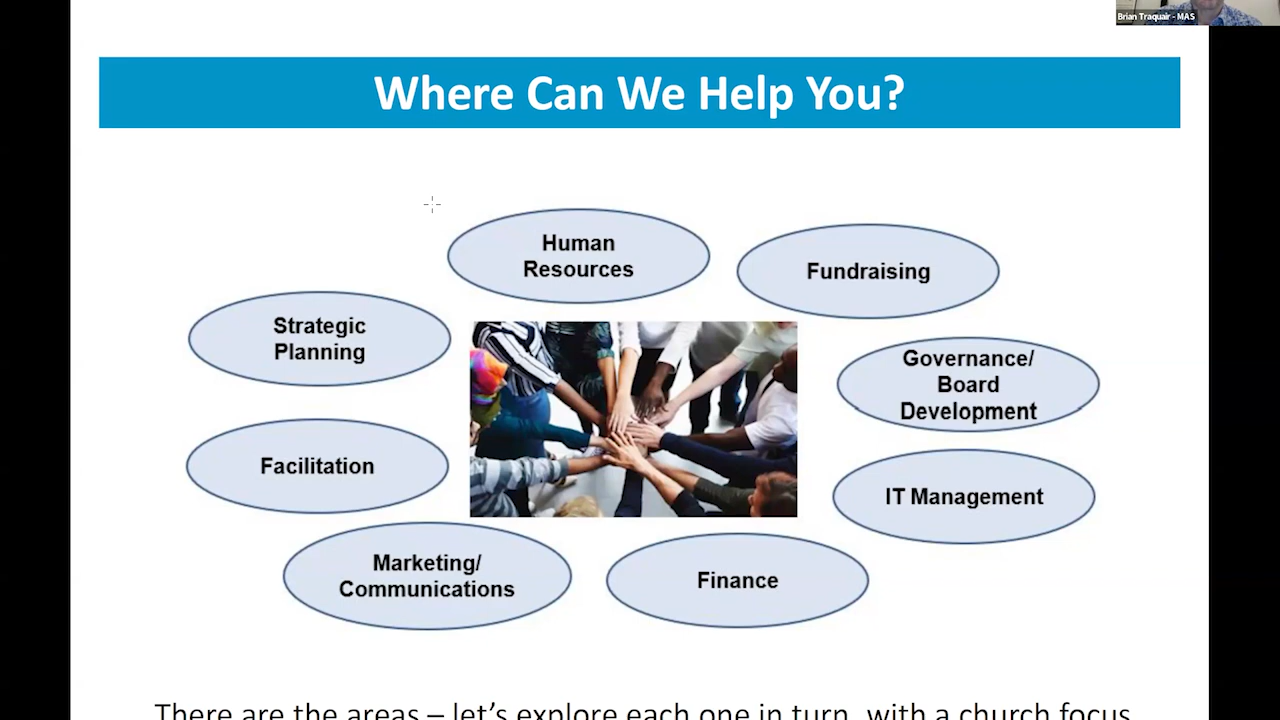 Brian Traquair - MAS
Where Can We Help You?
Human
Resources
Fundraising
Strategic
Planning
Governance/
Board
Development
Facilitation
IT Management
Marketing/
Communications
Finance
There are the areas – let's explore each one in turn, with a church focus